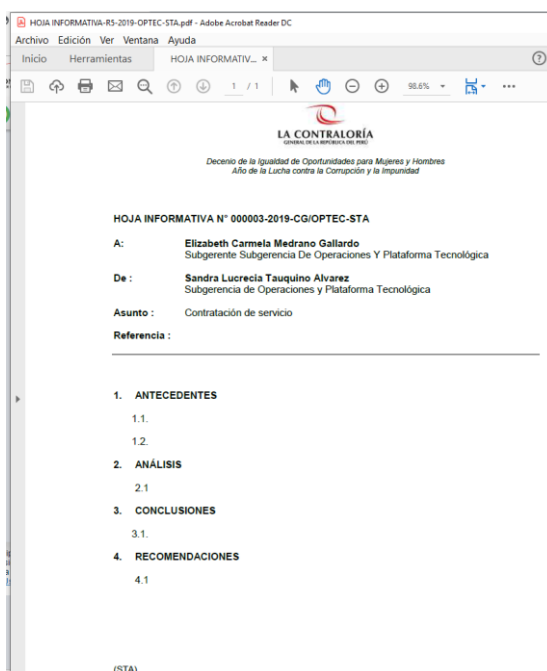 HOJA INFORMATIVA-R5-2019-OPTEC-STA.pdf - Adobe Acrobat Reader DC
Archivo Edición Ver Ventana Ayuda
Inicio Herramientas HOJA INFORMATIV... ×
1 / 1 98.6%
LA CONTRALORÍA
GENERAL DE LA REPÚBLICA DEL PERÚ
Decenio de la Igualdad de Oportunidades para Mujeres y Hombres
Año de la Lucha contra la Corrupción y la Impunidad
HOJA INFORMATIVA N° 000003-2019-CG/OPTEC-STA
A: Elizabeth Carmela Medrano Gallardo
Subgerente Subgerencia De Operaciones Y Plataforma Tecnológica
De : Sandra Lucrecia Tauquino Alvarez
Subgerencia de Operaciones y Plataforma Tecnológica
Asunto : Contratación de servicio
Referencia :
1. ANTECEDENTES
1.1.
1.2.
2. ANÁLISIS
2.1
3. CONCLUSIONES
3.1.
4. RECOMENDACIONES
4.1
(STA)